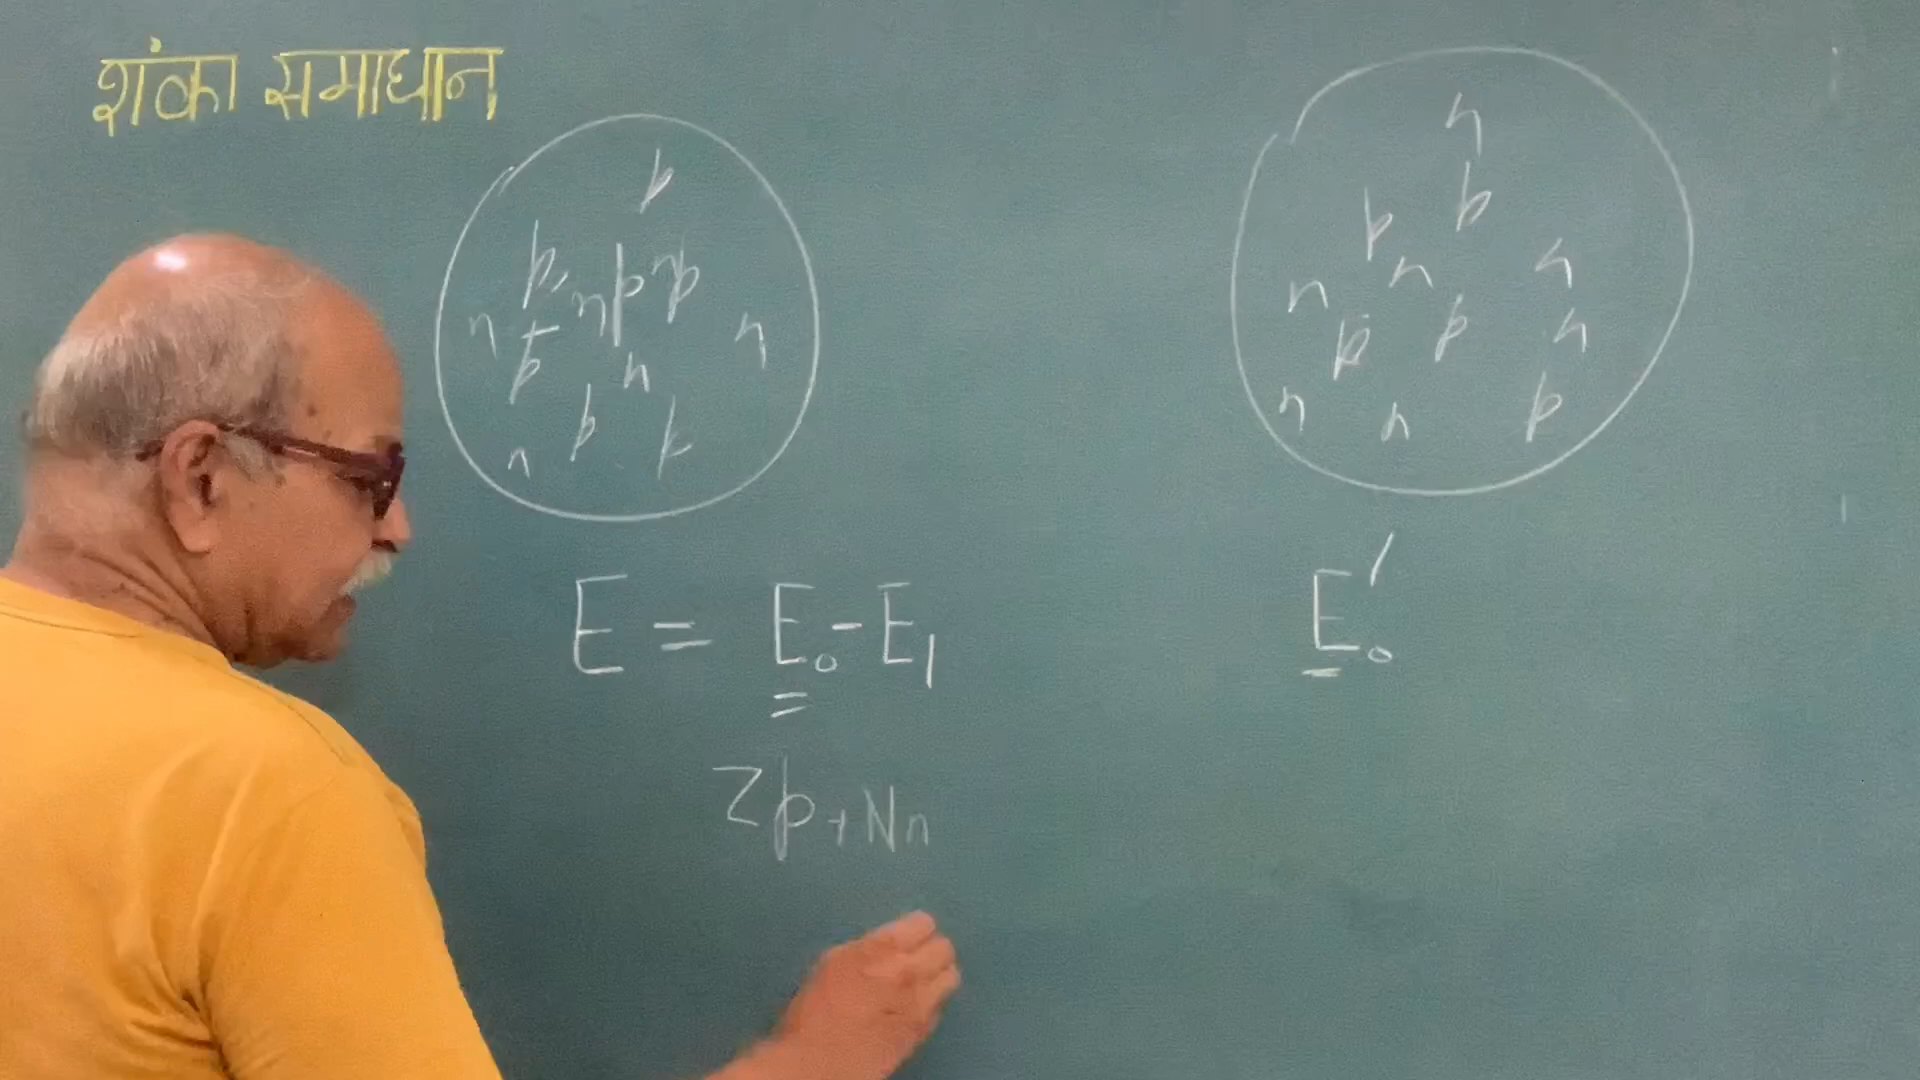 शंका समाधान
p
p n p n p
n p n n
n p p
n
p p
n n n
p p n
n n p
E = E₀ - E₁
E₀′
Zp + Nn